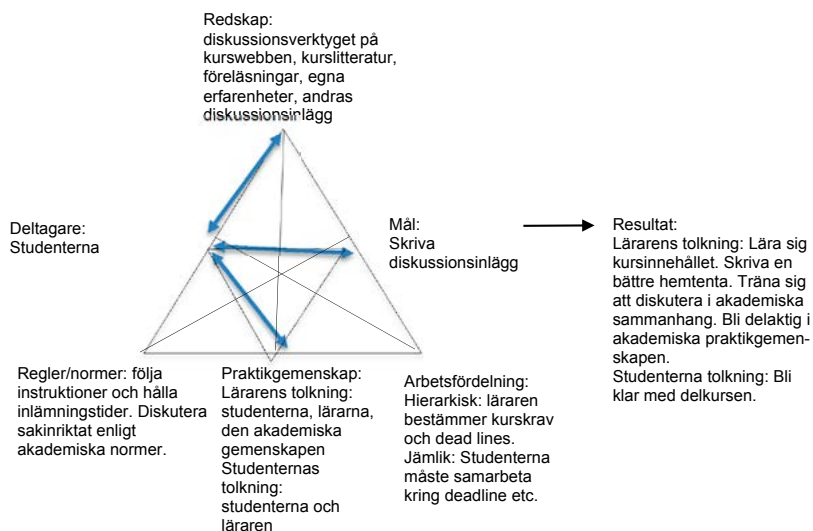 Redskap:
diskussionsverktyget på
kurswebben, kurslitteratur,
föreläsningar, egna
erfarenheter, andras
diskussionsinlägg
Deltagare:
Studenterna
Mål:
Skriva
diskussionsinlägg
Resultat:
Lärarens tolkning: Lära sig
kursinnehållet. Skriva en
bättre hemtenta. Träna sig
att diskutera i akademiska
sammanhang. Bli delaktig i
akademiska praktikgemen-
skapen.
Studenterna tolkning: Bli
klar med delkursen.
Regler/normer: följa
instruktioner och hålla
inlämningstider. Diskutera
sakinriktat enligt
akademiska normer.
Praktikgemenskap:
Lärarens tolkning:
studenterna, lärarna,
den akademiska
gemenskapen
Studenternas
tolkning:
studenterna och
läraren
Arbetsfördelning:
Hierarkisk: läraren
bestämmer kurskrav
och dead lines.
Jämlik: Studenterna
måste samarbeta
kring deadline etc.